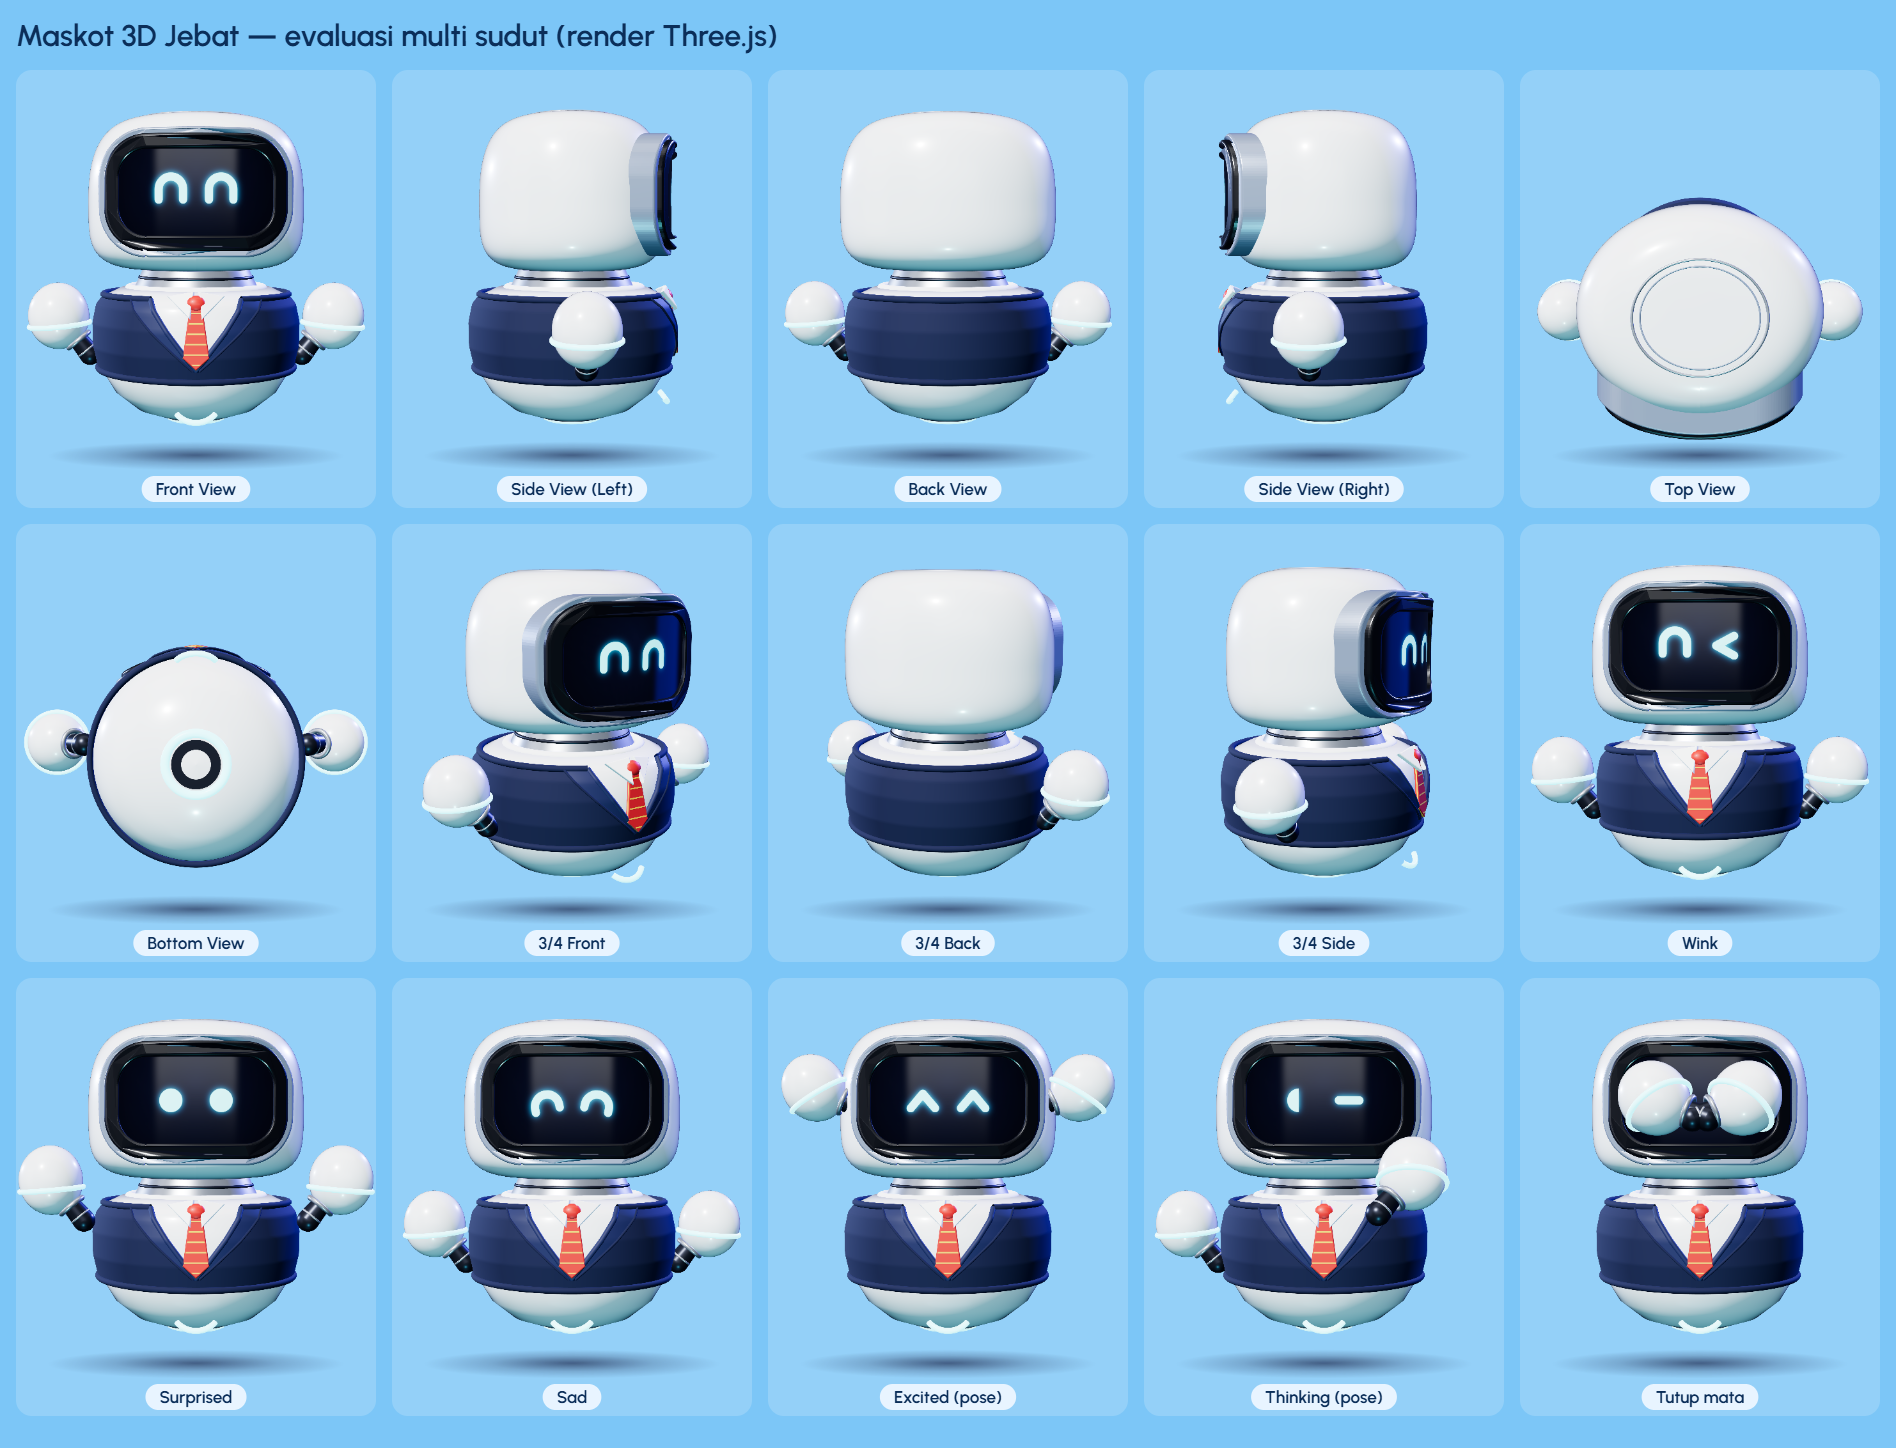 Maskot 3D Jebat — evaluasi multi sudut (render Three.js)
Front View
Side View (Left)
Back View
Side View (Right)
Top View
Bottom View
3/4 Front
3/4 Back
3/4 Side
Wink
Surprised
Sad
Excited (pose)
Thinking (pose)
Tutup mata